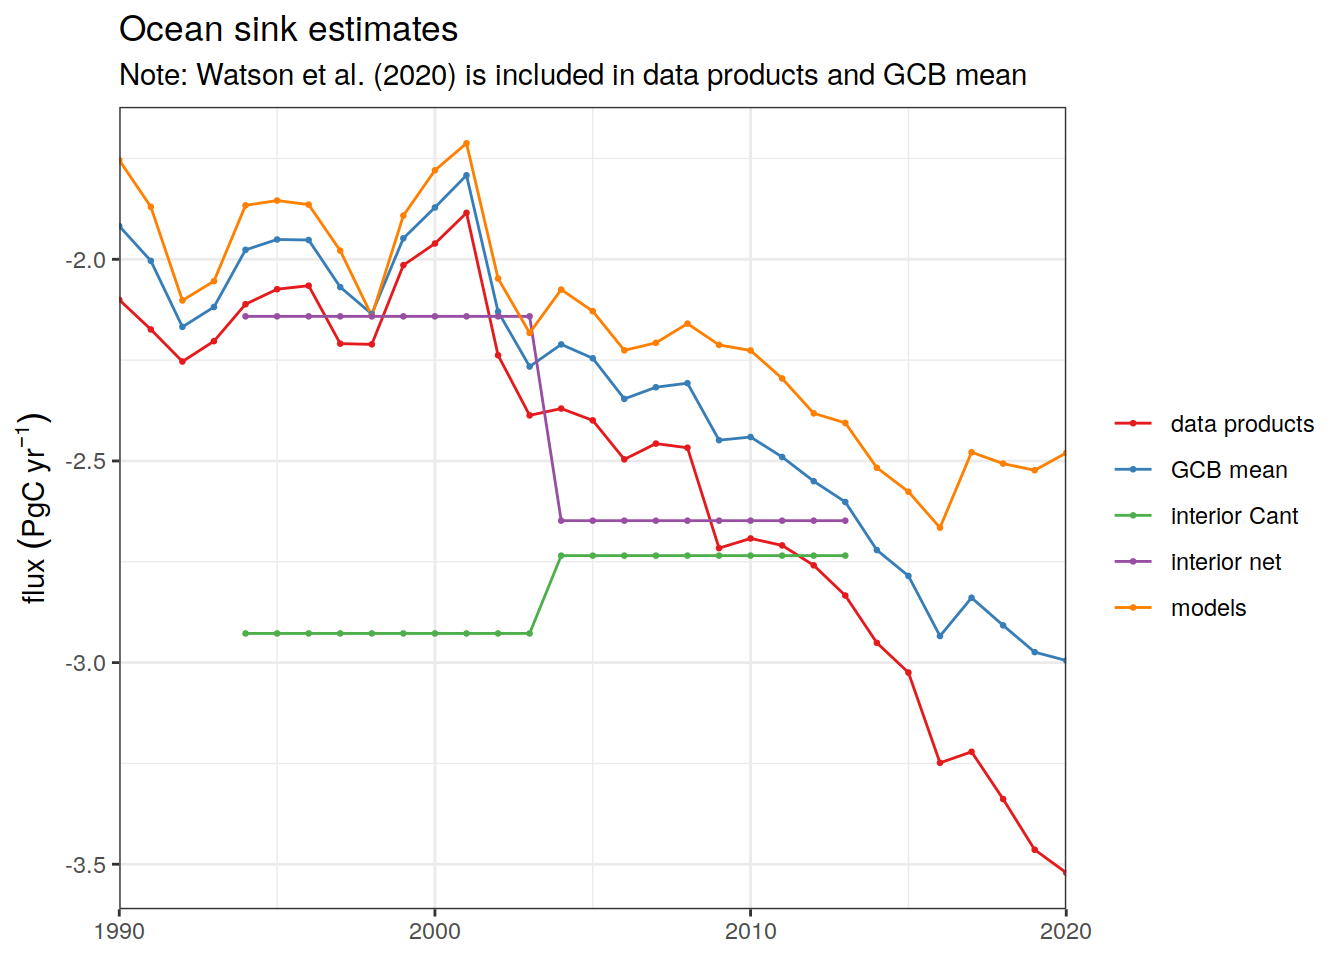 Ocean sink estimates
Note: Watson et al. (2020) is included in data products and GCB mean
flux (PgC yr⁻¹)
-2.0
-2.5
-3.0
-3.5
1990
2000
2010
2020
data products
GCB mean
interior Cant
interior net
models